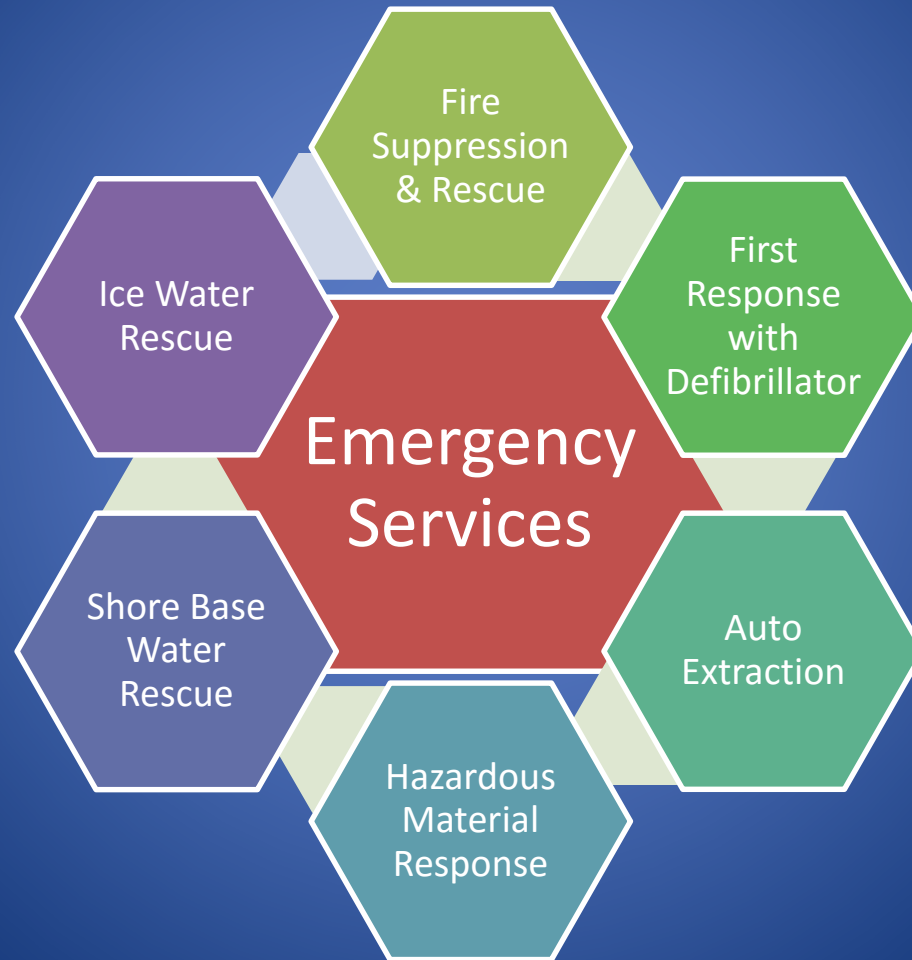 Fire
Suppression
& Rescue
First
Response
with
Defibrillator
Auto
Extraction
Hazardous
Material
Response
Shore Base
Water
Rescue
Ice Water
Rescue
Emergency
Services